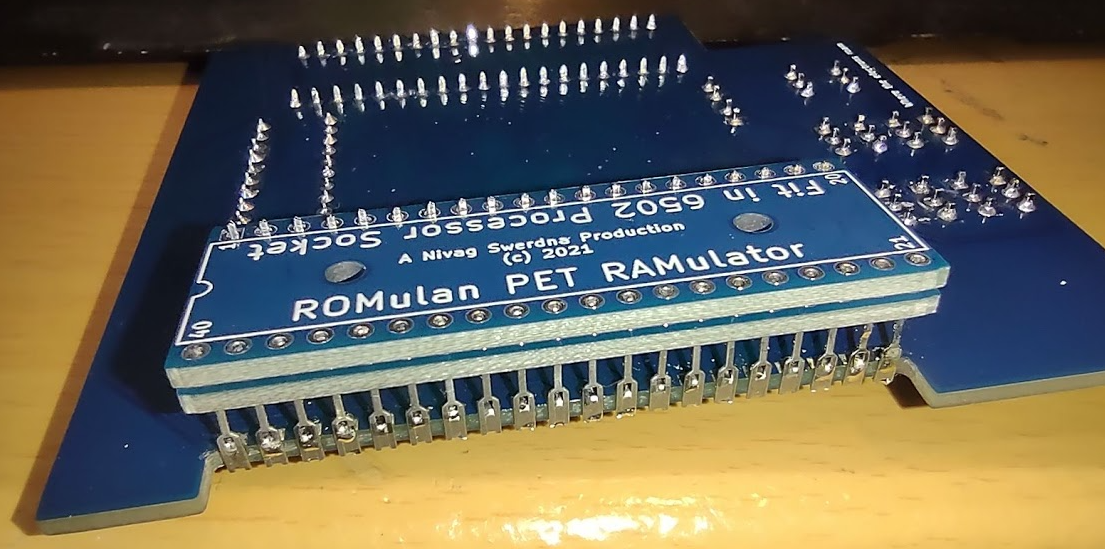 Fit in 6502 Processor Socket
1
20
A Nivag Swerdna Production
(c) 2021
ROMulan PET RAMulator
40
21